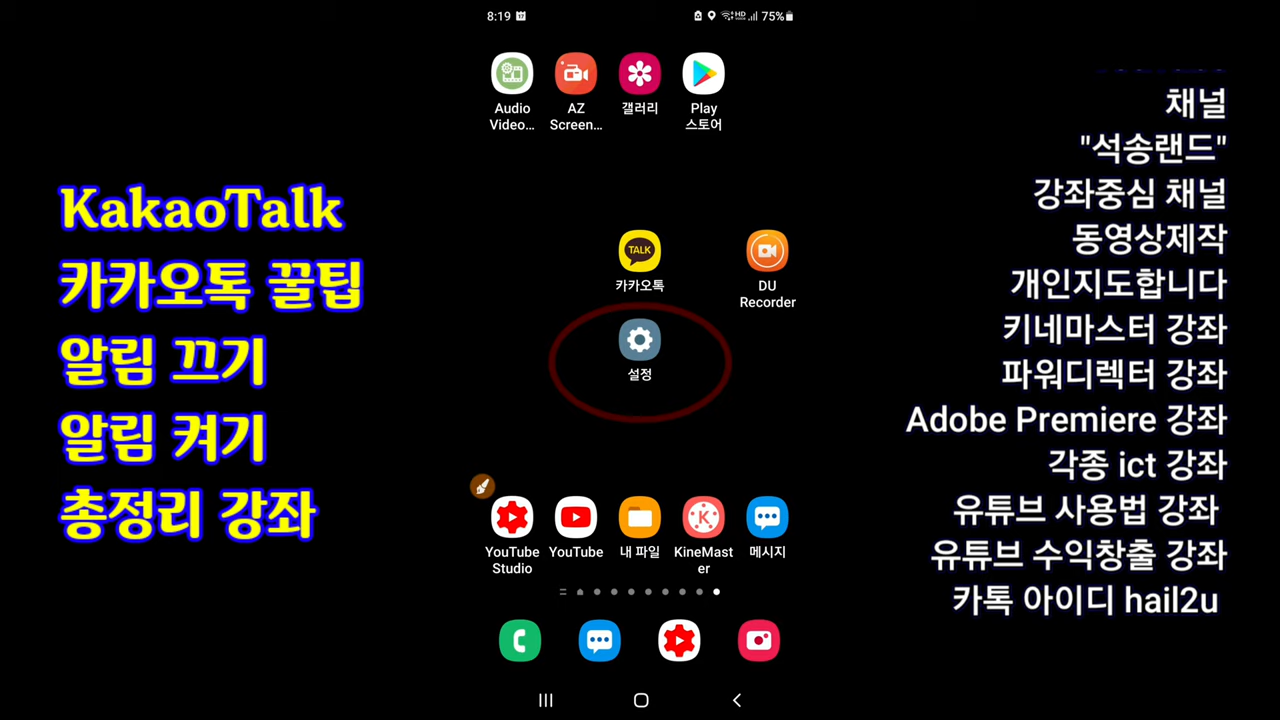 KakaoTalk
카카오톡 꿀팁
알림 끄기
알림 켜기
총정리 강좌
8:19
75%
Audio Video...
AZ Screen...
갤러리
Play 스토어
TALK
카카오톡
DU Recorder
설정
YouTube Studio
YouTube
내 파일
KineMaster
메시지
채널
"석송랜드"
강좌중심 채널
동영상제작
개인지도합니다
키네마스터 강좌
파워디렉터 강좌
Adobe Premiere 강좌
각종 ict 강좌
유튜브 사용법 강좌
유튜브 수익창출 강좌
카톡 아이디 hail2u